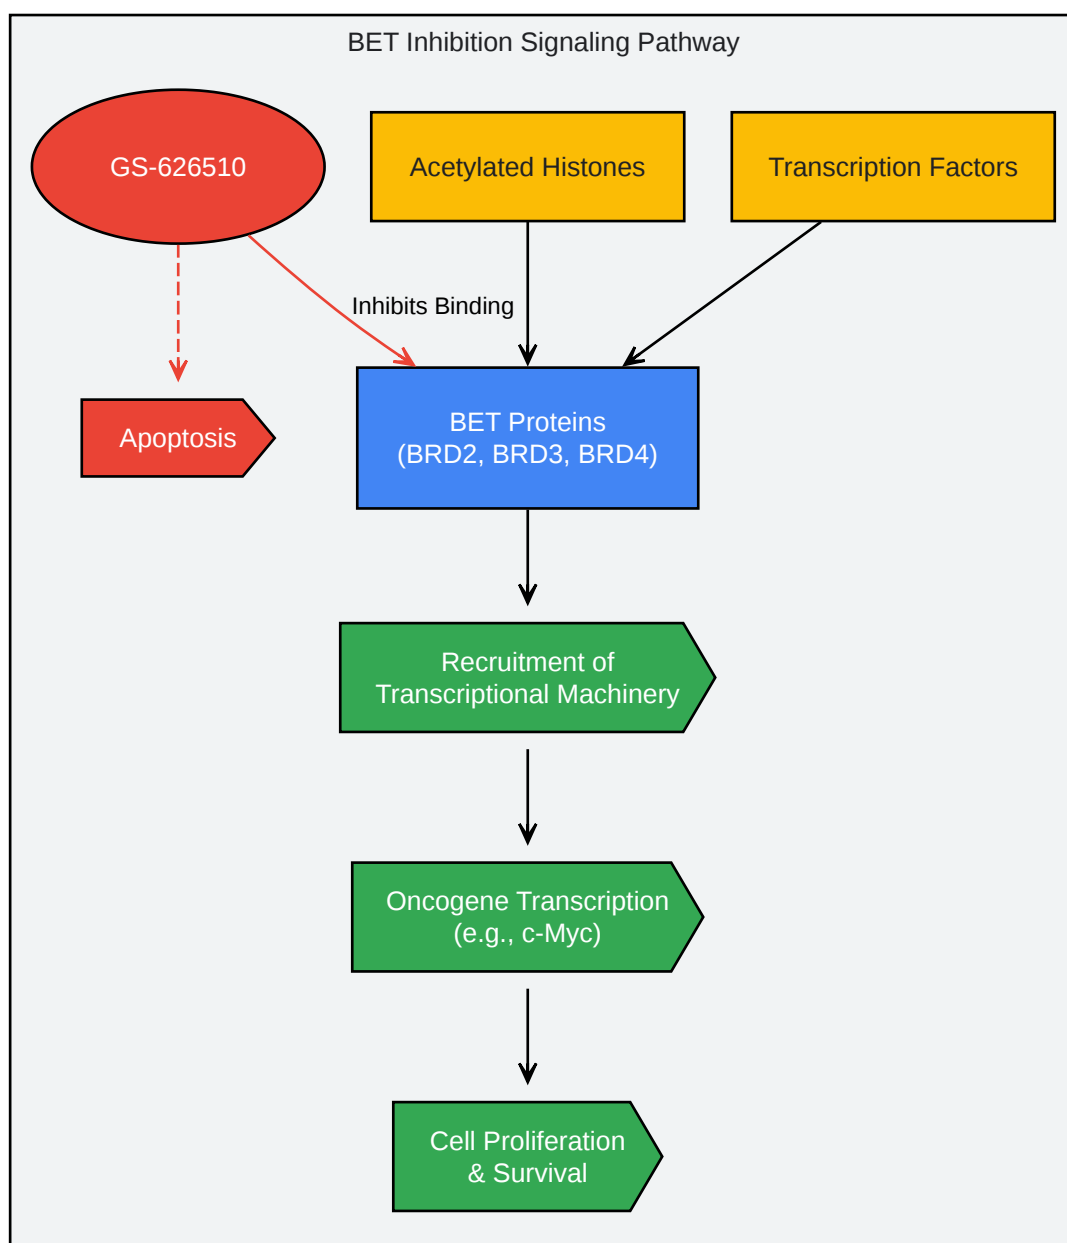 BET Inhibition Signaling Pathway
GS-626510
Acetylated Histones
Transcription Factors
Inhibits Binding
Apoptosis
BET Proteins
(BRD2, BRD3, BRD4)
Recruitment of
Transcriptional Machinery
Oncogene Transcription
(e.g., c-Myc)
Cell Proliferation
& Survival